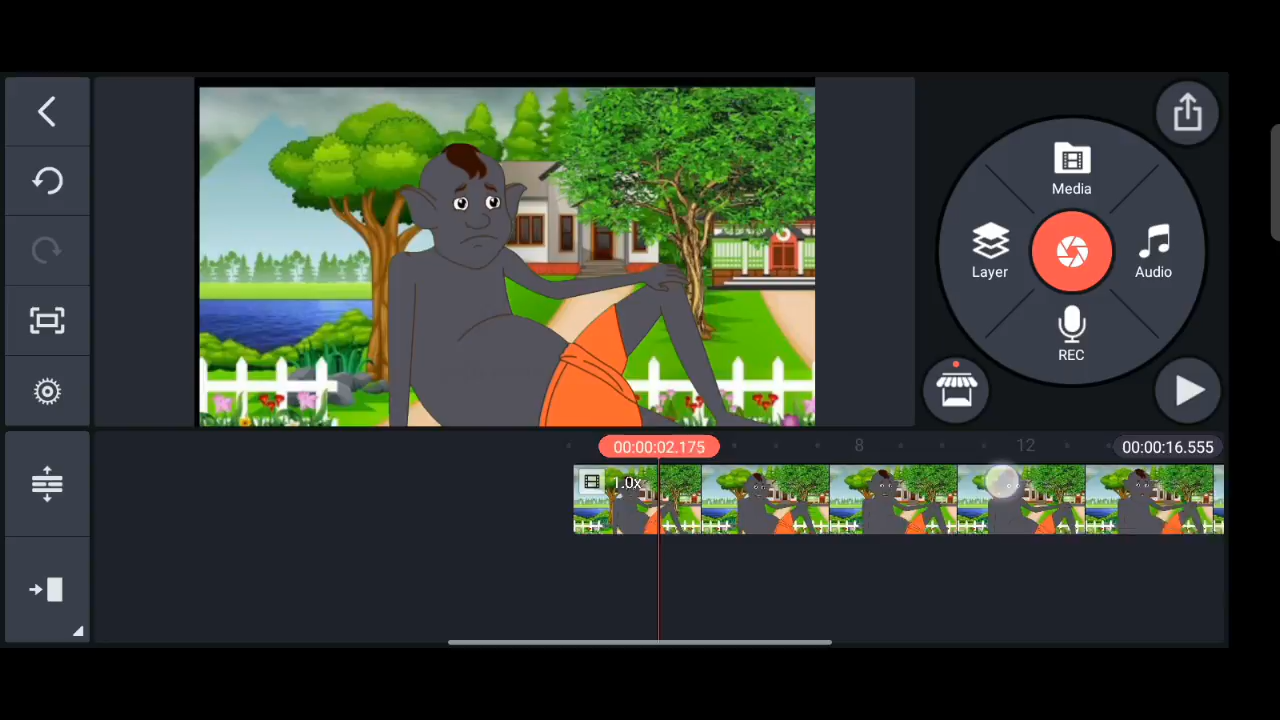 Media
Layer
Audio
REC
00:00:02.175
8
12
00:00:16.555
1.0x